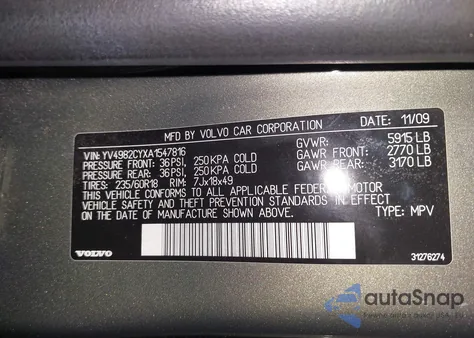 MFD BY VOLVO CAR CORPORATION DATE: 11/09
VIN: YV4982CYXA1547816 GVWR: 5915 LB
PRESSURE FRONT: 36PSI, 250KPA COLD GAWR FRONT: 2770 LB
PRESSURE REAR: 36PSI, 250KPA COLD GAWR REAR: 3170 LB
TIRES: 235/60R18 RIM: 7Jx18x49
THIS VEHICLE CONFORMS TO ALL APPLICABLE FEDERAL MOTOR
VEHICLE SAFETY AND THEFT PREVENTION STANDARDS IN EFFECT
ON THE DATE OF MANUFACTURE SHOWN ABOVE. TYPE: MPV
VOLVO 31276274
autoSnap